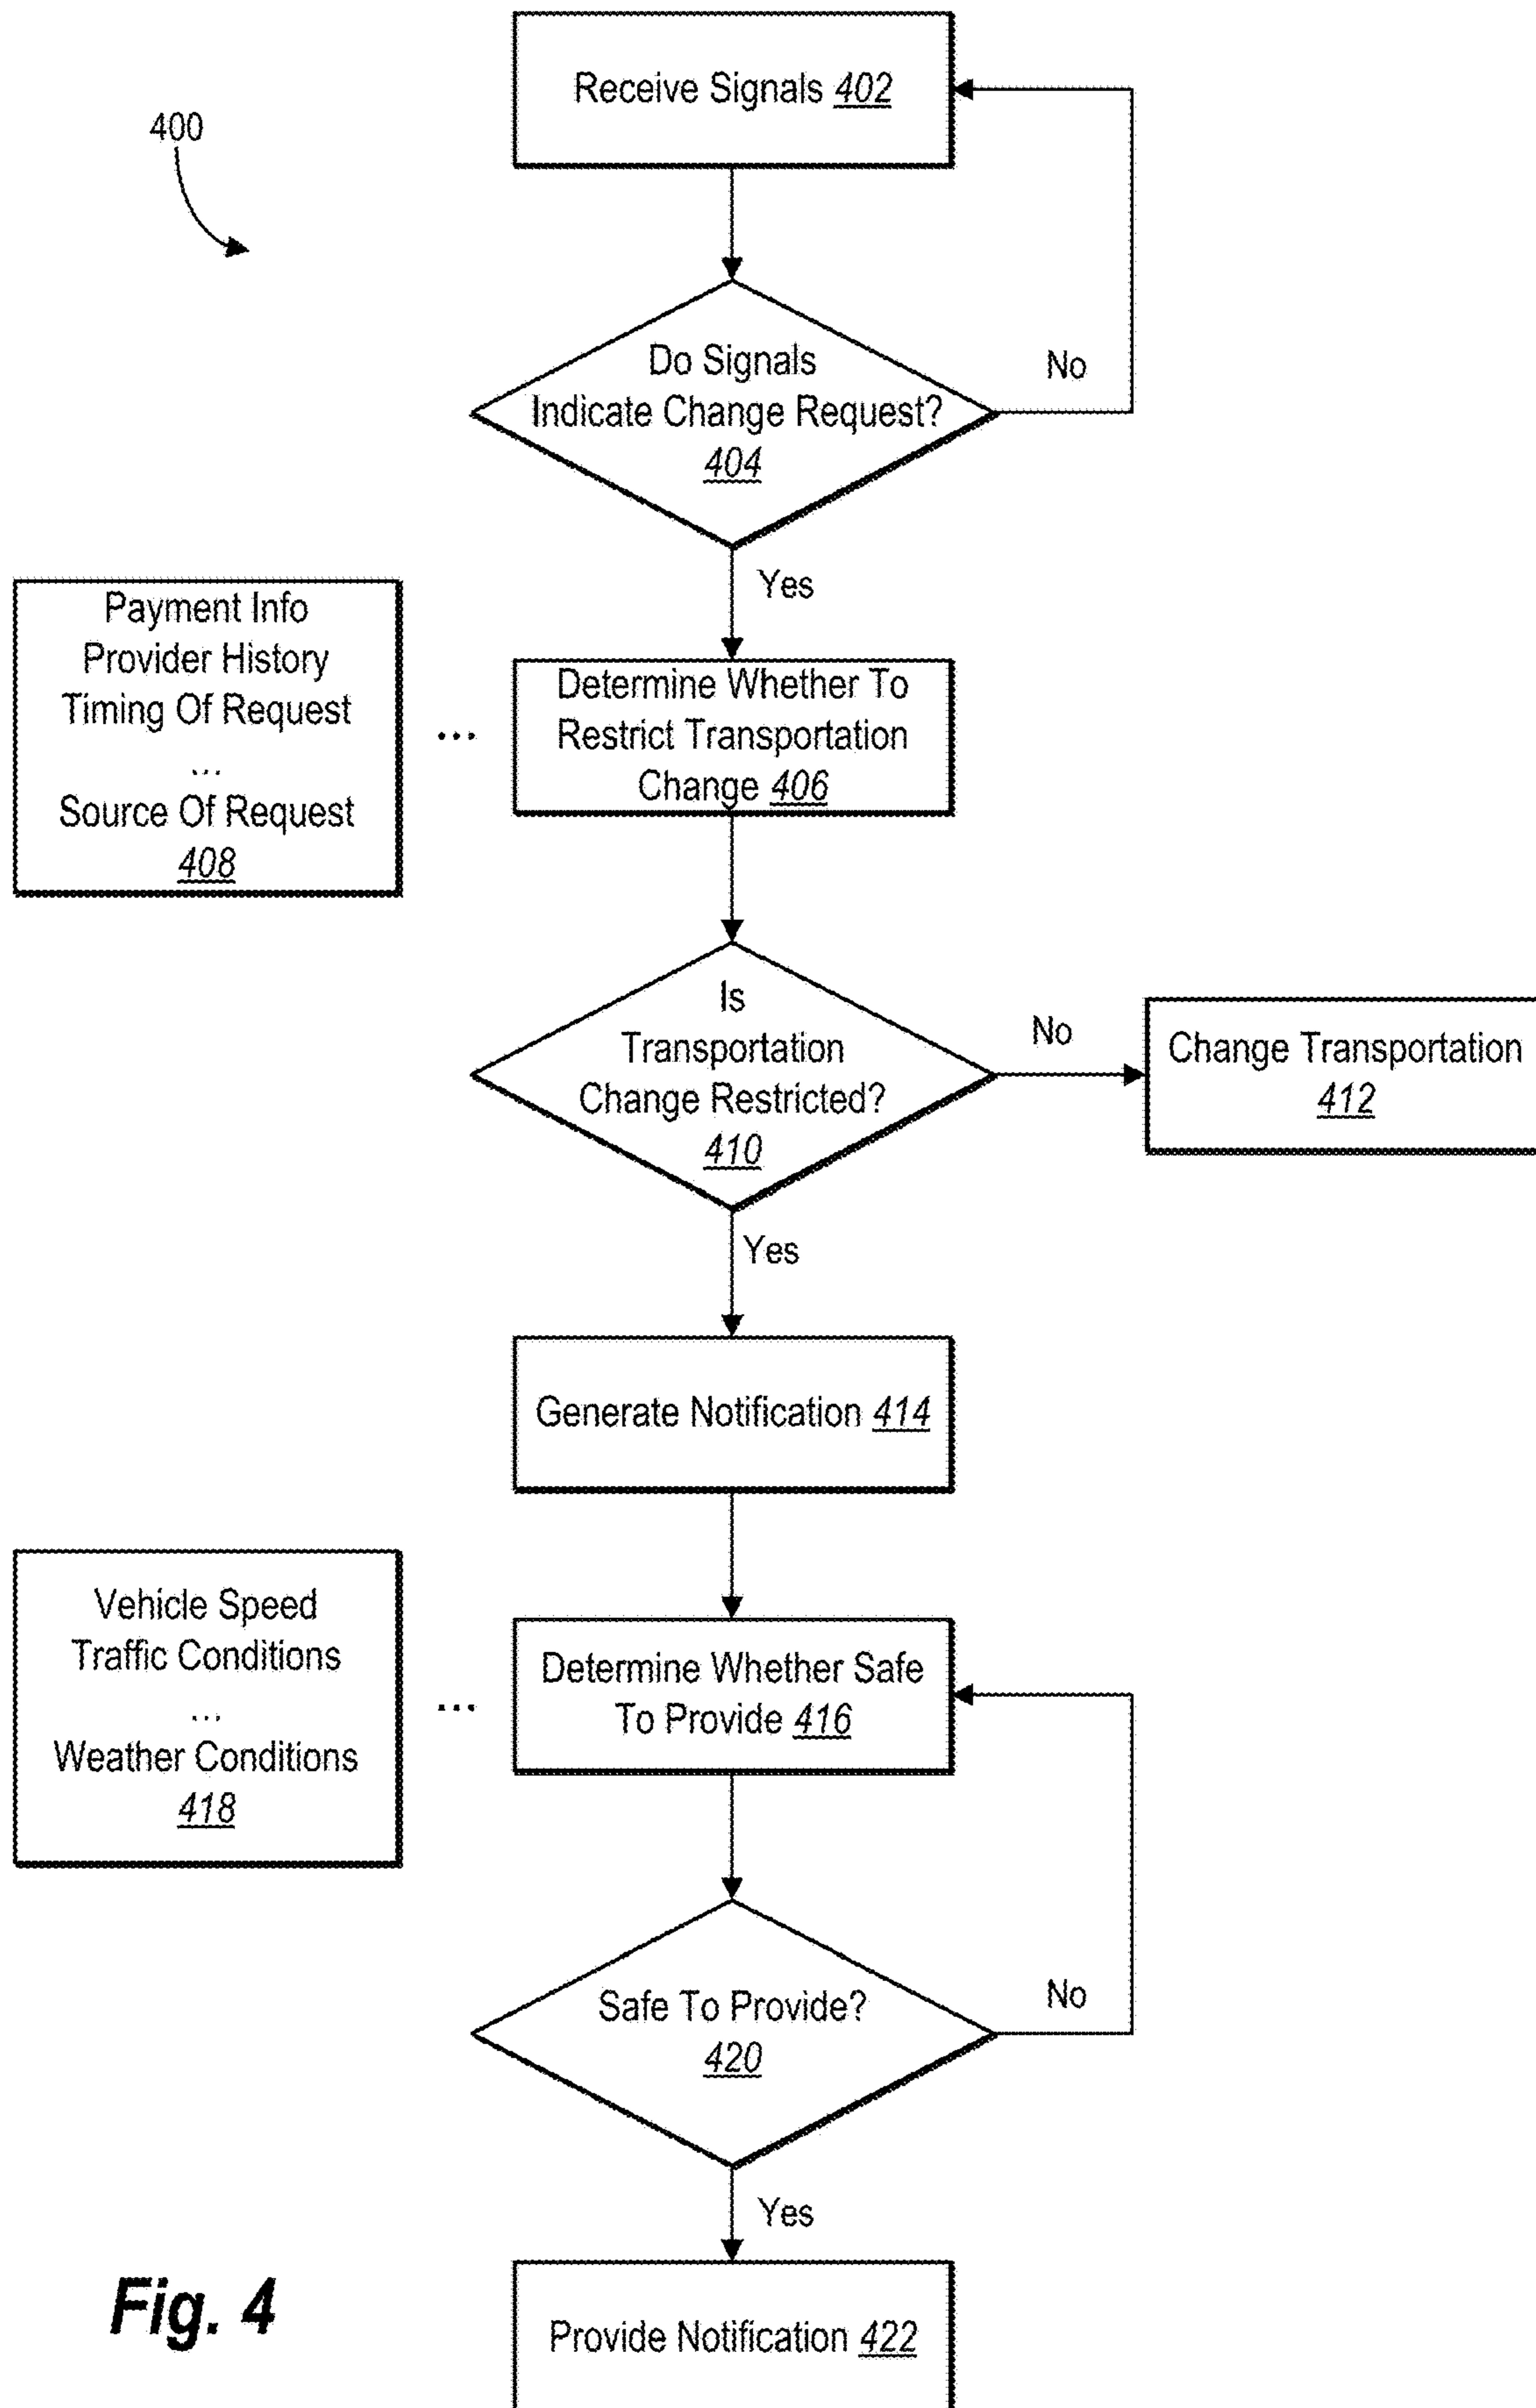 Receive Signals 402
400
Do Signals
Indicate Change Request?
404
No
Yes
Payment Info
Provider History
Timing Of Request
...
Source Of Request
408
...
Determine Whether To
Restrict Transportation
Change 406
Is
Transportation
Change Restricted?
410
No
Change Transportation
412
Yes
Generate Notification 414
Vehicle Speed
Traffic Conditions
...
Weather Conditions
418
...
Determine Whether Safe
To Provide 416
Safe To Provide?
420
No
Yes
Provide Notification 422
Fig. 4